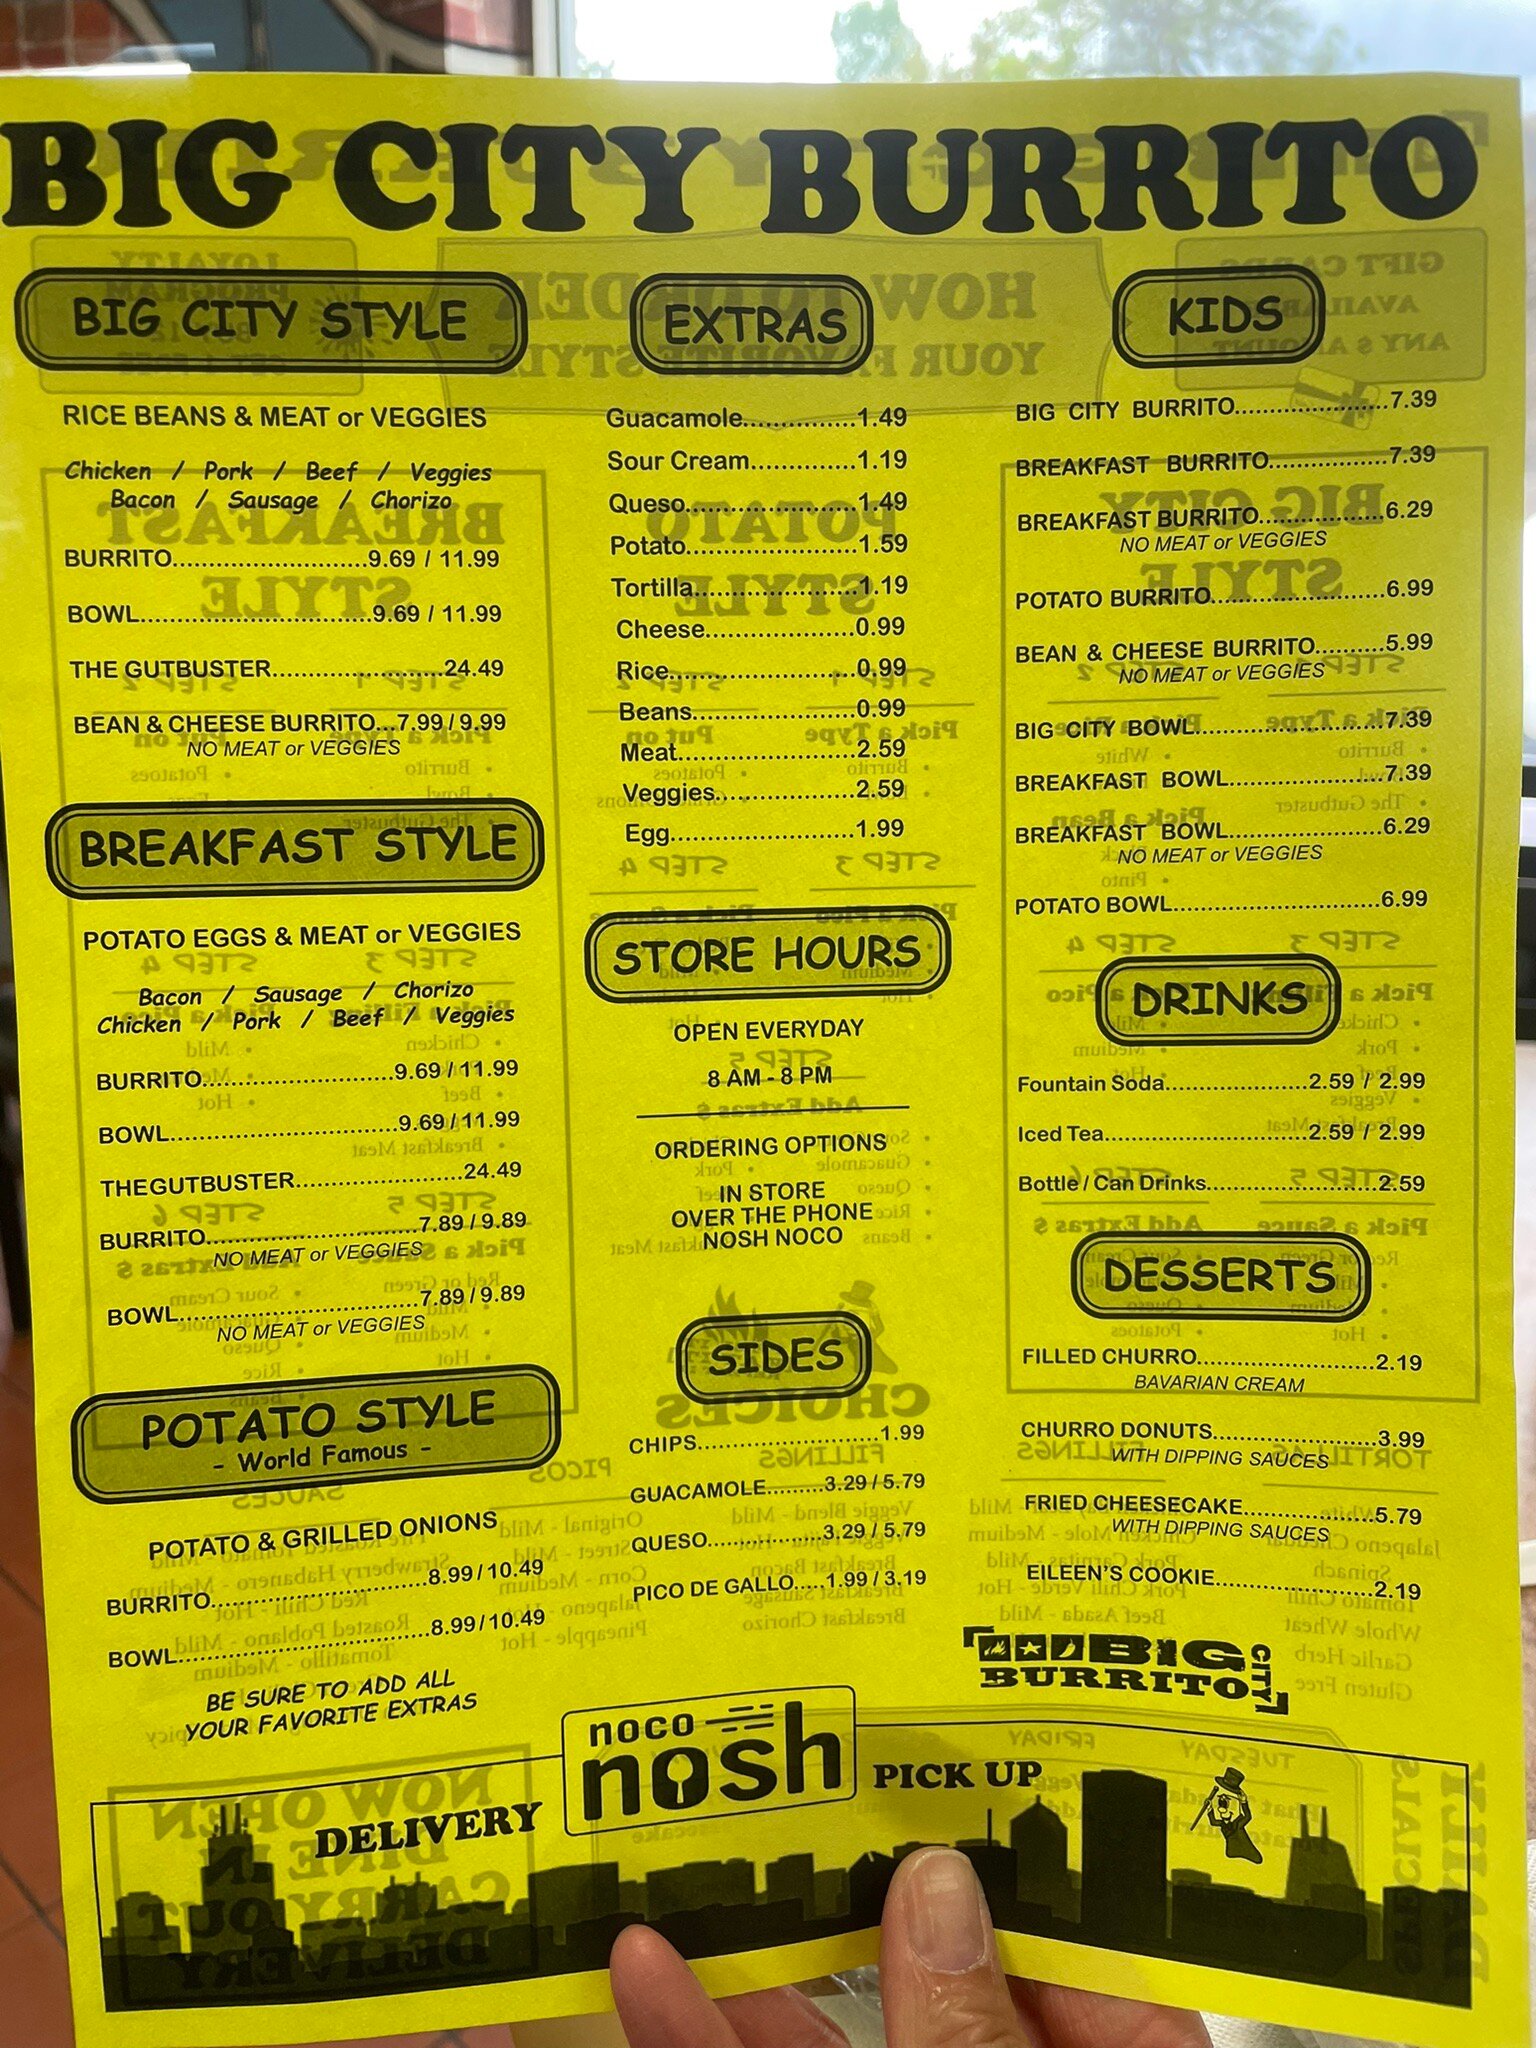 BIG CITY BURRITO
BIG CITY STYLE
RICE BEANS & MEAT or VEGGIES
Chicken / Pork / Beef / Veggies
Bacon / Sausage / Chorizo
BURRITO..............................9.69 / 11.99
BOWL..............................9.69 / 11.99
THE GUTBUSTER........................24.49
BEAN & CHEESE BURRITO...7.99 / 9.99
NO MEAT or VEGGIES
BREAKFAST STYLE
POTATO EGGS & MEAT or VEGGIES
Bacon / Sausage / Chorizo
Chicken / Pork / Beef / Veggies
BURRITO.............................9.69 / 11.99
BOWL.................................9.69 / 11.99
THE GUTBUSTER........................24.49
BURRITO...............................7.89 / 9.89
NO MEAT or VEGGIES
BOWL...................................7.89 / 9.89
NO MEAT or VEGGIES
POTATO STYLE
- World Famous -
POTATO & GRILLED ONIONS
BURRITO...............................8.99 / 10.49
BOWL....................................8.99 / 10.49
BE SURE TO ADD ALL
YOUR FAVORITE EXTRAS
EXTRAS
Guacamole................1.49
Sour Cream...............1.19
Queso.........................1.49
Potato.........................1.59
Tortilla........................1.19
Cheese......................0.99
Rice...........................0.99
Beans........................0.99
Meat..........................2.59
Veggies.....................2.59
Egg............................1.99
STORE HOURS
OPEN EVERYDAY
8 AM - 8 PM
ORDERING OPTIONS
IN STORE
OVER THE PHONE
NOSH NOCO
SIDES
CHIPS..........................1.99
GUACAMOLE.........3.29 / 5.79
QUESO..................3.29 / 5.79
PICO DE GALLO.....1.99 / 3.19
KIDS
BIG CITY BURRITO......................7.39
BREAKFAST BURRITO.................7.39
BREAKFAST BURRITO..................6.29
NO MEAT or VEGGIES
POTATO BURRITO.........................6.99
BEAN & CHEESE BURRITO..........5.99
NO MEAT or VEGGIES
BIG CITY BOWL...........................7.39
BREAKFAST BOWL......................7.39
BREAKFAST BOWL......................6.29
NO MEAT or VEGGIES
POTATO BOWL..............................6.99
DRINKS
Fountain Soda.....................2.59 / 2.99
Iced Tea..............................2.59 / 2.99
Bottle / Can Drinks.........................2.59
DESSERTS
FILLED CHURRO..........................2.19
BAVARIAN CREAM
CHURRO DONUTS........................3.99
WITH DIPPING SAUCES
FRIED CHEESECAKE...................5.79
WITH DIPPING SAUCES
EILEEN'S COOKIE.......................2.19
BIG CITY
BURRITO
DELIVERY
noco
nosh
PICK UP